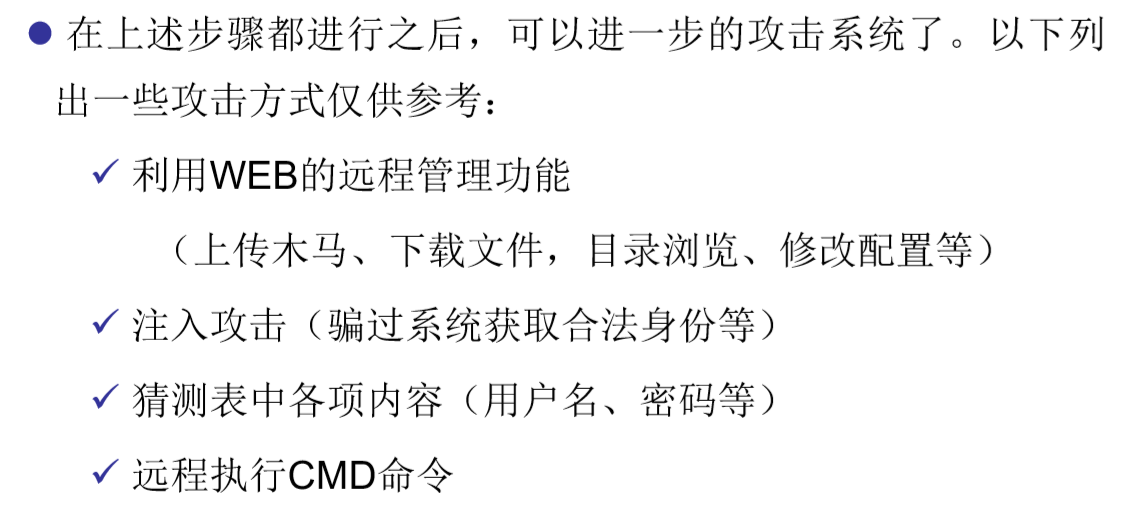 ● 在上述步骤都进行之后，可以进一步的攻击系统了。以下列
出一些攻击方式仅供参考：
✓ 利用WEB的远程管理功能
（上传木马、下载文件，目录浏览、修改配置等）
✓ 注入攻击（骗过系统获取合法身份等）
✓ 猜测表中各项内容（用户名、密码等）
✓ 远程执行CMD命令